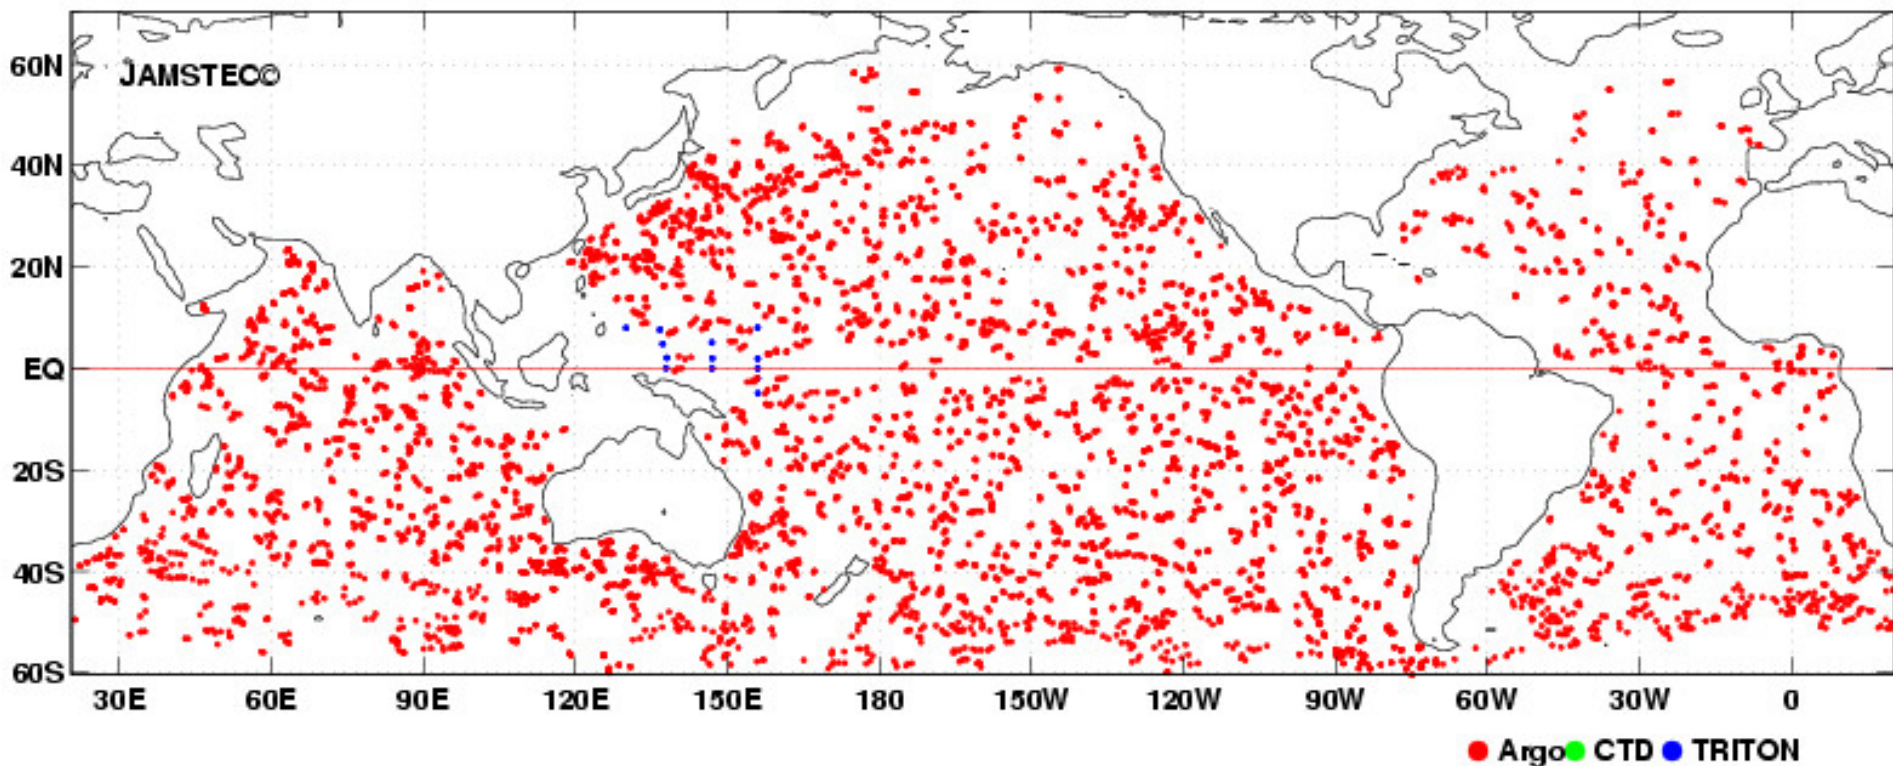 60N
JAMSTEC©
40N
20N
EQ
20S
40S
60S
30E 60E 90E 120E 150E 180 150W 120W 90W 60W 30W 0
Argo CTD TRITON